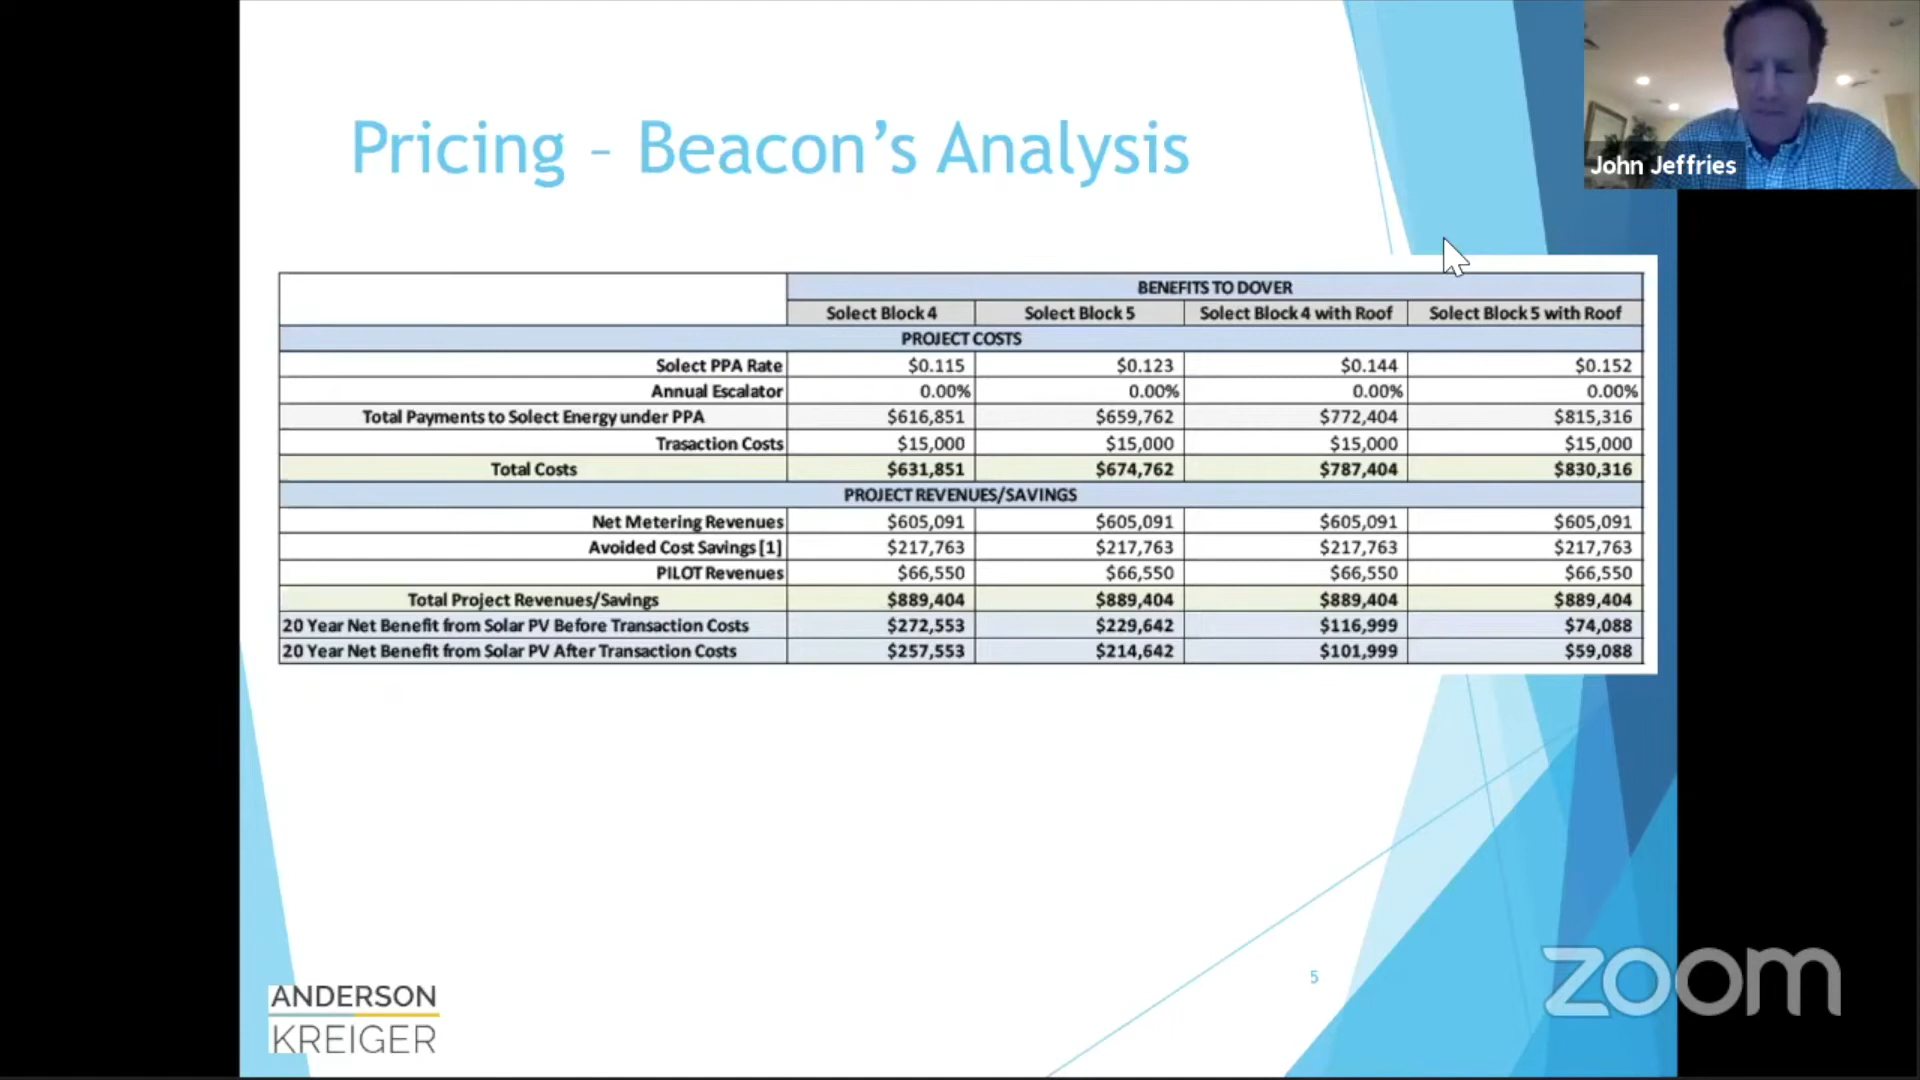 Pricing – Beacon's Analysis
John Jeffries
BENEFITS TO DOVER
Solect Block 4 Solect Block 5 Solect Block 4 with Roof Solect Block 5 with Roof
PROJECT COSTS
Solect PPA Rate $0.115 $0.123 $0.144 $0.152
Annual Escalator 0.00% 0.00% 0.00% 0.00%
Total Payments to Solect Energy under PPA $616,851 $659,762 $772,404 $815,316
Trasaction Costs $15,000 $15,000 $15,000 $15,000
Total Costs $631,851 $674,762 $787,404 $830,316
PROJECT REVENUES/SAVINGS
Net Metering Revenues $605,091 $605,091 $605,091 $605,091
Avoided Cost Savings [1] $217,763 $217,763 $217,763 $217,763
PILOT Revenues $66,550 $66,550 $66,550 $66,550
Total Project Revenues/Savings $889,404 $889,404 $889,404 $889,404
20 Year Net Benefit from Solar PV Before Transaction Costs $272,553 $229,642 $116,999 $74,088
20 Year Net Benefit from Solar PV After Transaction Costs $257,553 $214,642 $101,999 $59,088
5
ANDERSON
KREIGER
zoom